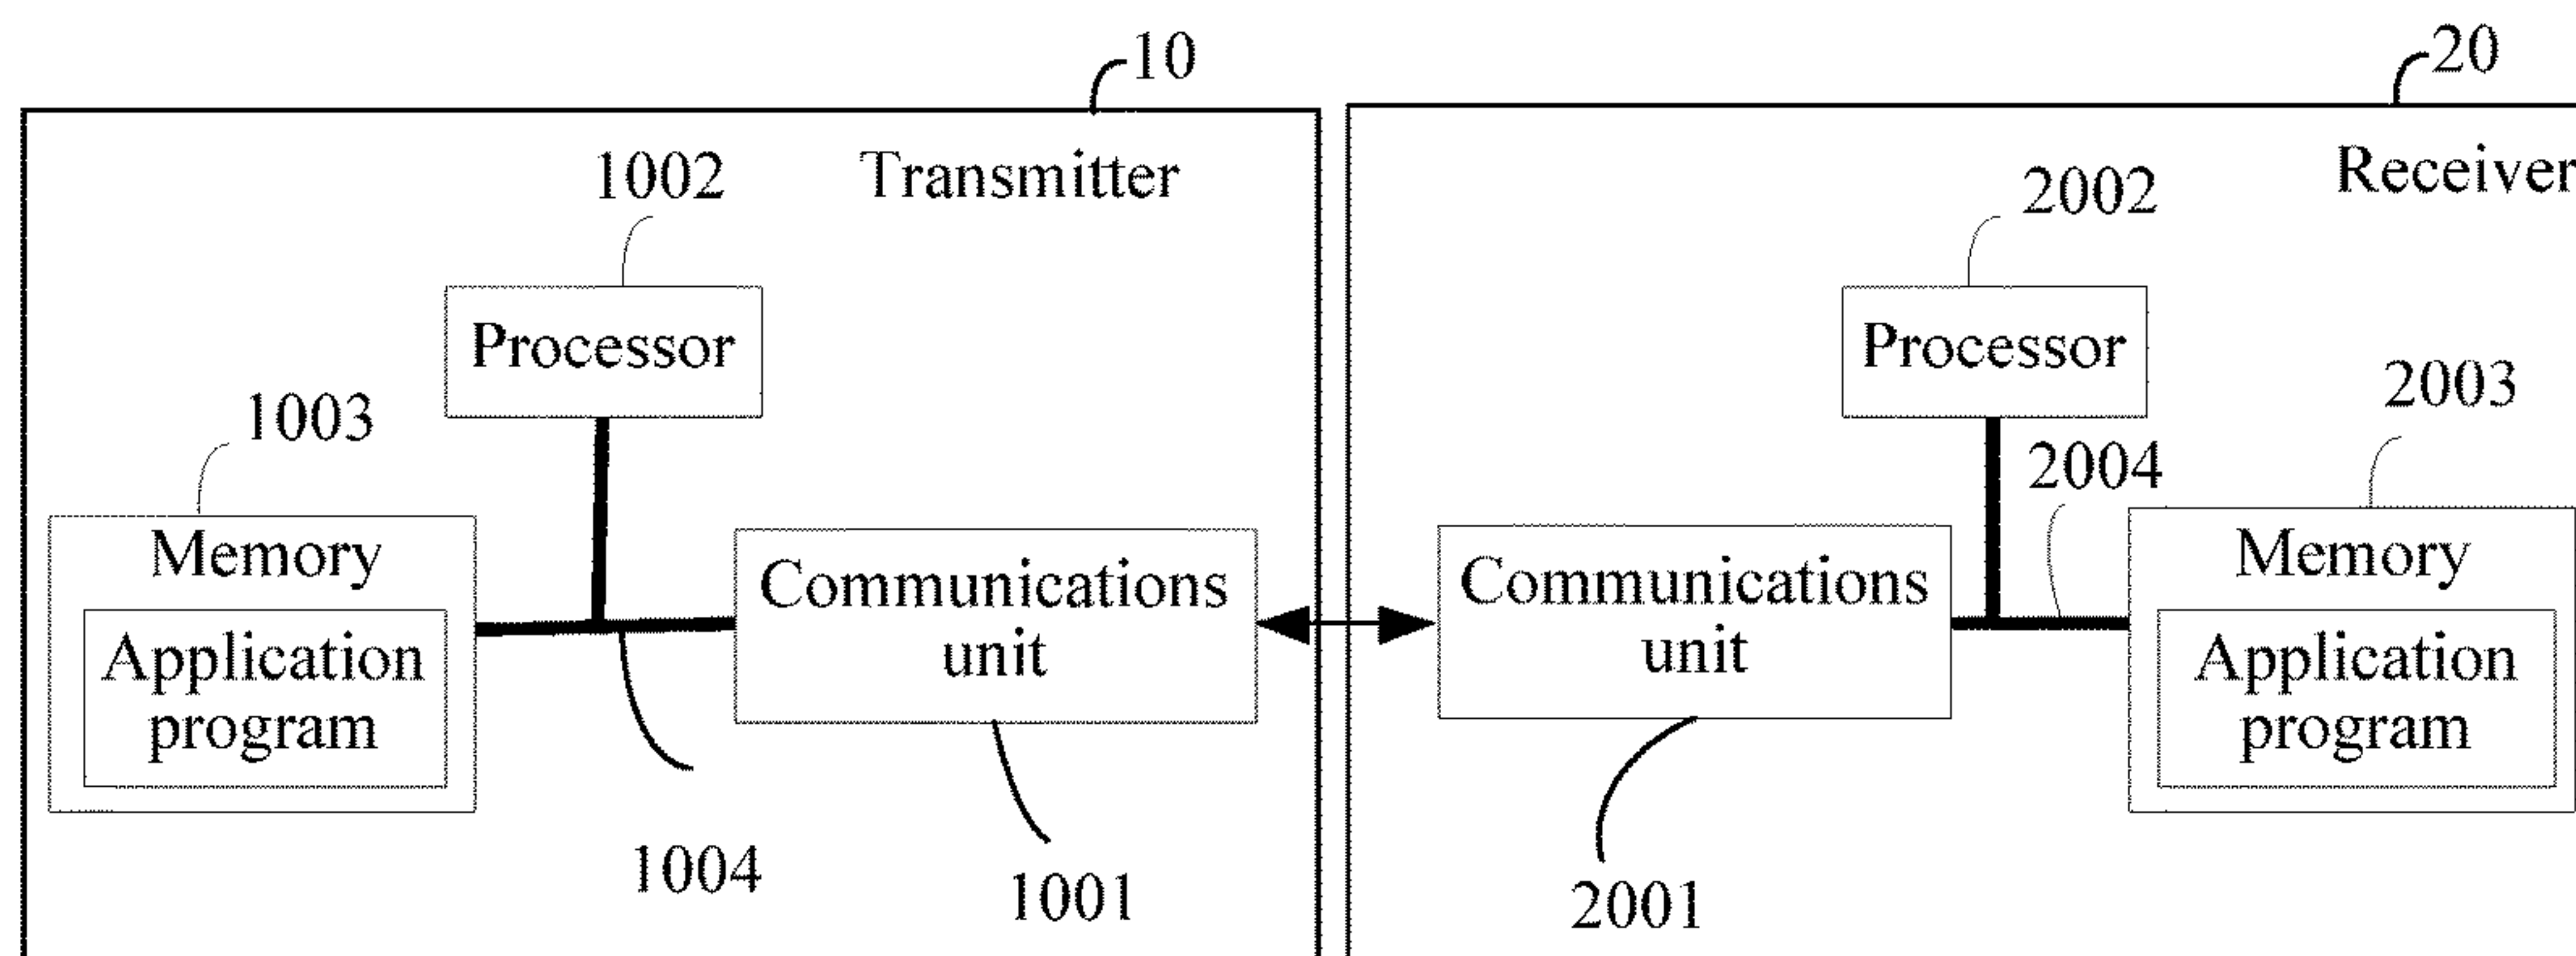 10
Transmitter
1002
Processor
1003
Memory
Application
program
Communications
unit
1004
1001
20
Receiver
2002
Processor
2003
2004
Communications
unit
Memory
Application
program
2001